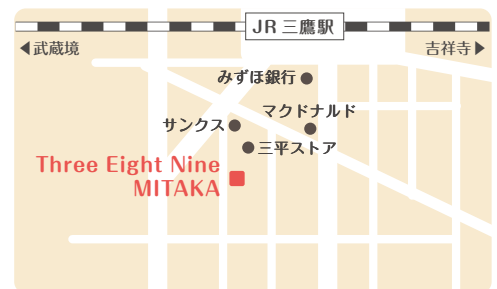 JR 三鷹駅
◀武蔵境
吉祥寺▶
みずほ銀行
マクドナルド
サンクス
三平ストア
Three Eight Nine
MITAKA